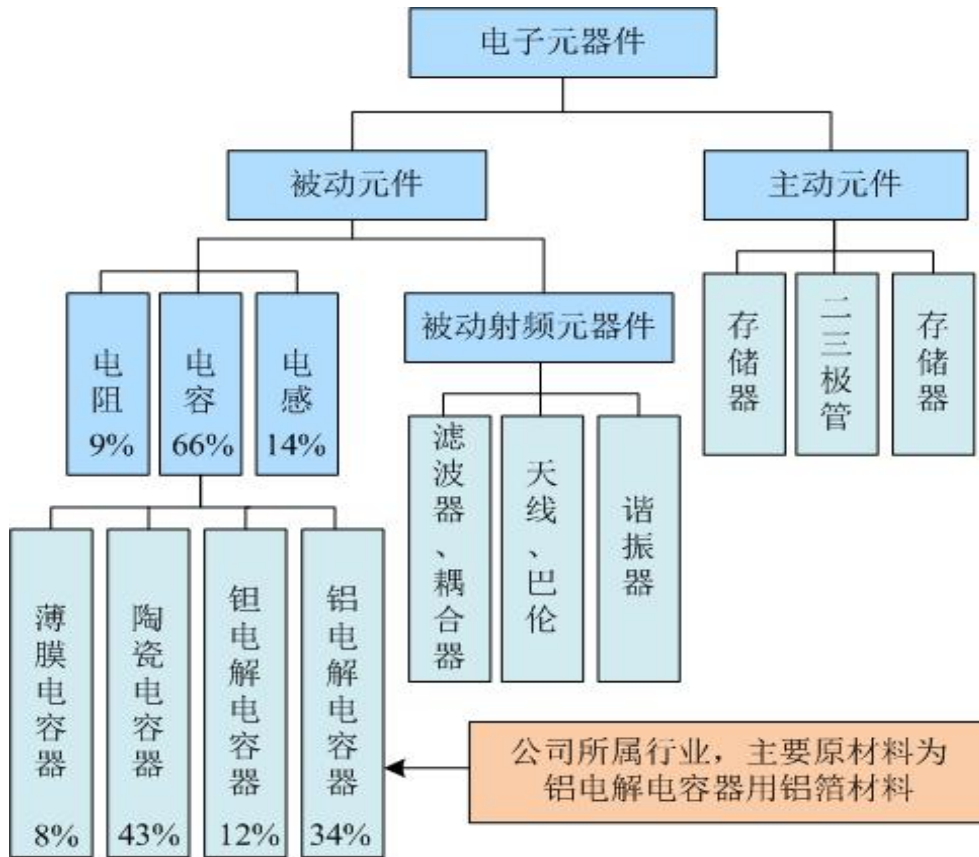 电子元器件
被动元件
主动元件
电阻
9%
电容
66%
电感
14%
被动射频元器件
存储器
二三极管
存储器
滤波器、耦合器
天线、巴伦
谐振器
薄膜电容器
8%
陶瓷电容器
43%
钽电解电容器
12%
铝电解电容器
34%
公司所属行业，主要原材料为
铝电解电容器用铝箔材料